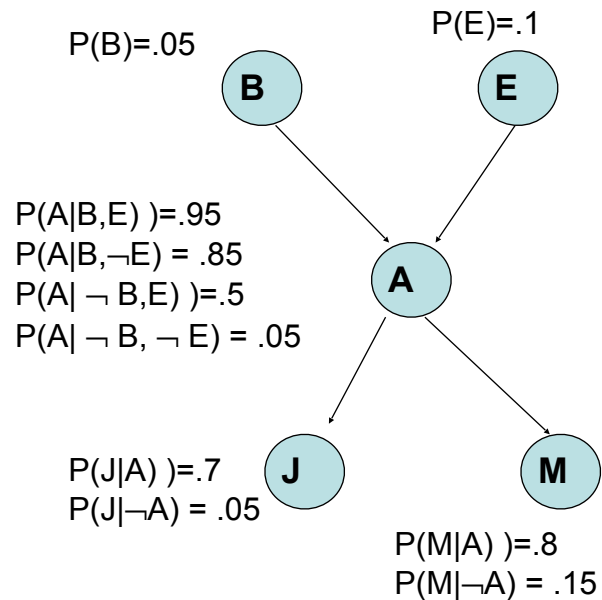 P(B)=.05
P(E)=.1
B
E
P(A|B,E) )=.95
P(A|B,¬E) = .85
P(A| ¬ B,E) )=.5
P(A| ¬ B, ¬ E) = .05
A
P(J|A) )=.7
P(J|¬A) = .05
J
M
P(M|A) )=.8
P(M|¬A) = .15